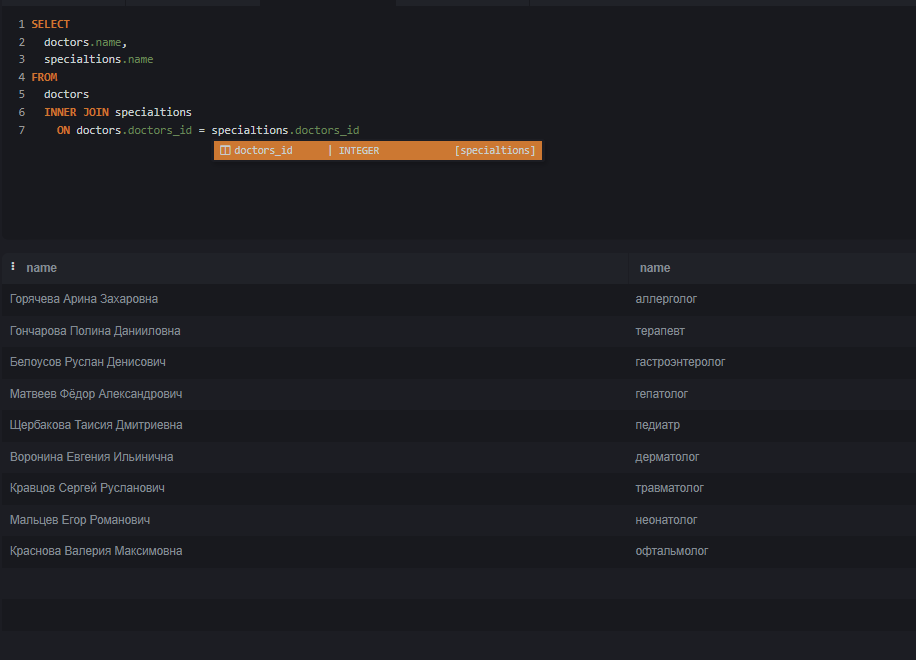 1 SELECT
2 doctors.name,
3 specialtions.name
4 FROM
5 doctors
6 INNER JOIN specialtions
7 ON doctors.doctors_id = specialtions.doctors_id
doctors_id | INTEGER [specialtions]
name name
Горячева Арина Захаровна аллерголог
Гончарова Полина Данииловна терапевт
Белоусов Руслан Денисович гастроэнтеролог
Матвеев Фёдор Александрович гепатолог
Щербакова Таисия Дмитриевна педиатр
Воронина Евгения Ильинична дерматолог
Кравцов Сергей Русланович травматолог
Мальцев Егор Романович неонатолог
Краснова Валерия Максимовна офтальмолог